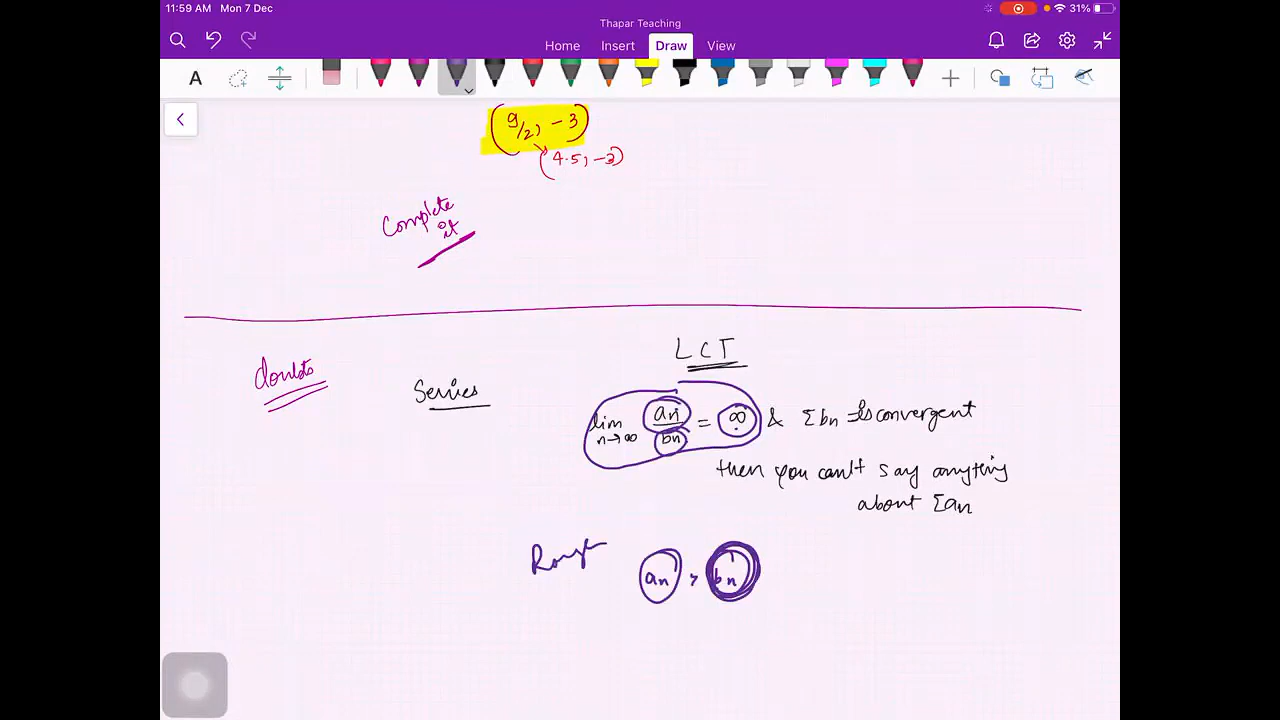 11:59 AM Mon 7 Dec
31%
Thapar Teaching
Home Insert Draw View
A
(9/2, -3)
(4.5, -3)
Complete
it
LCT
doubts
Series
lim n→∞ an/bn = ∞ & Σbn is convergent
then you can't say anything
about Σan
Rough
an > bn